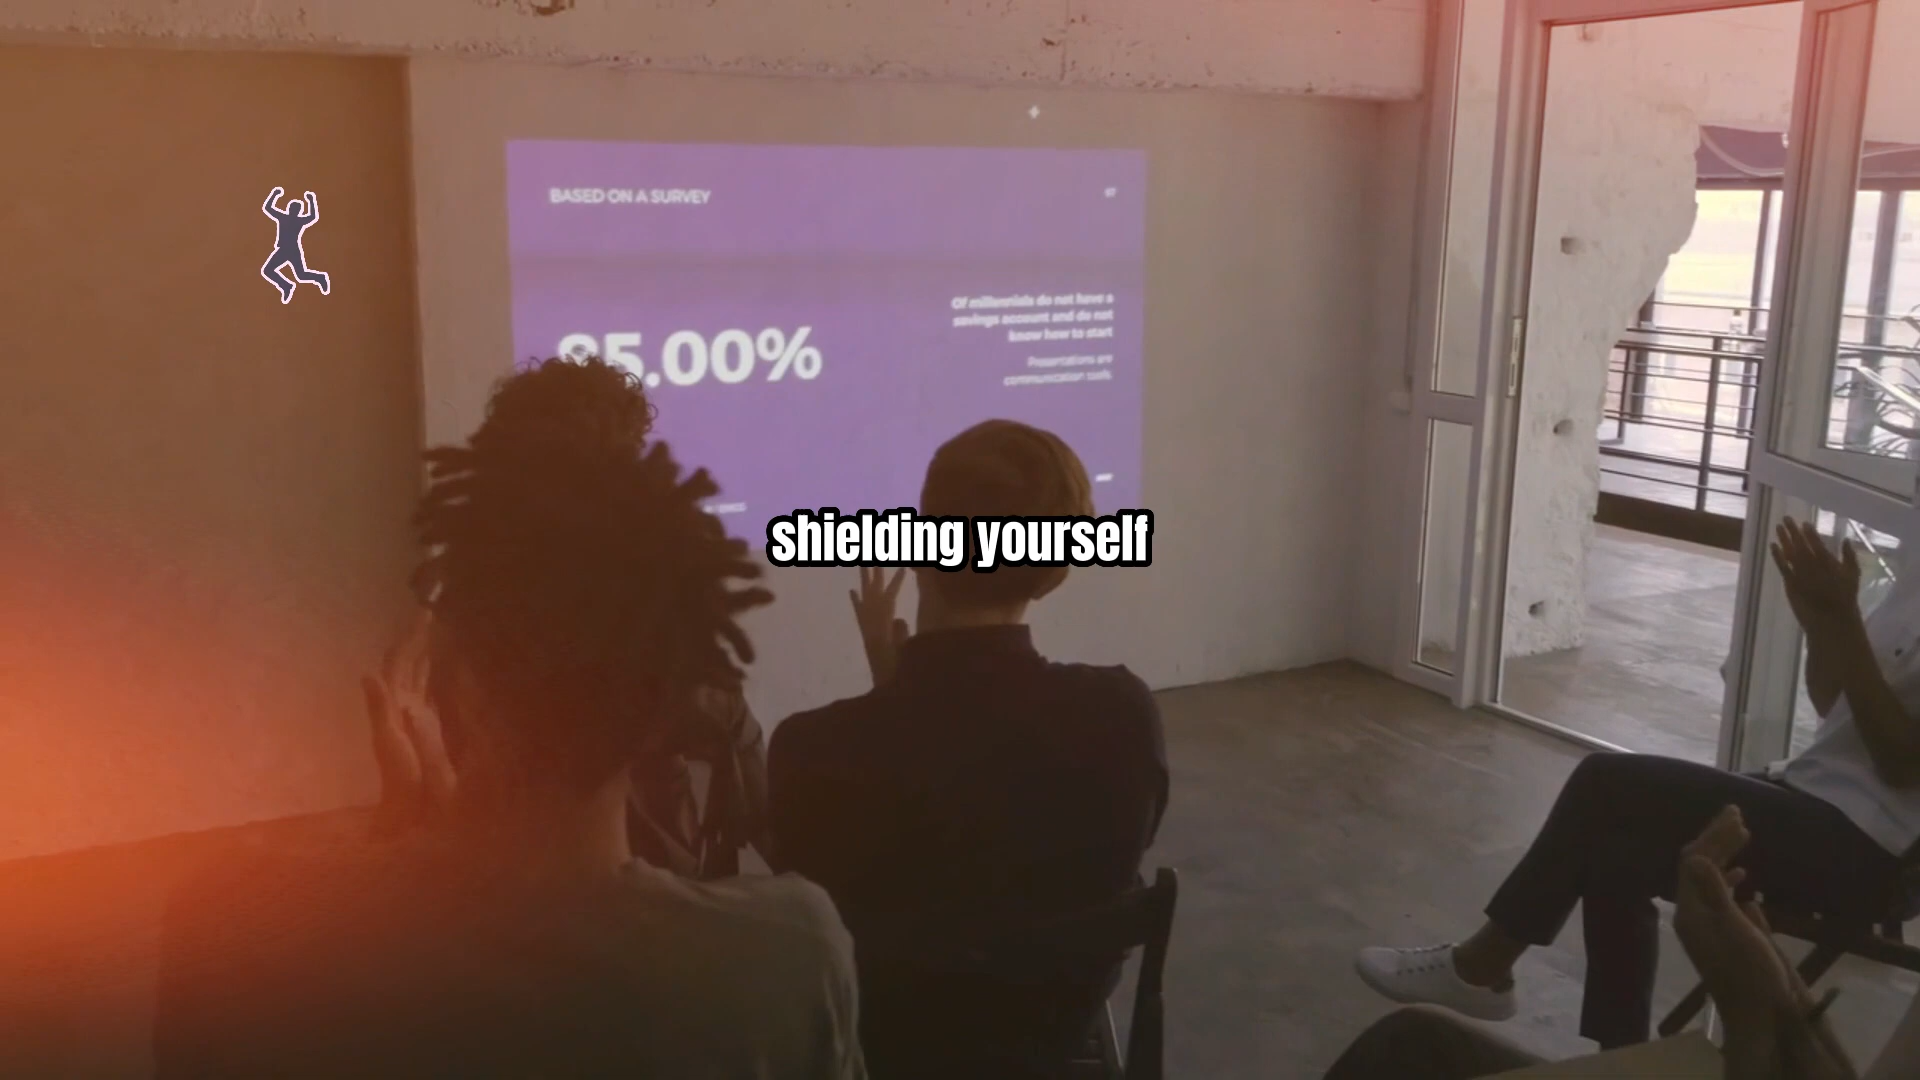 BASED ON A SURVEY
.00%
Of millennials do not have a
savings account and do not
know how to start
Presentations are
communication tools.
shielding yourself